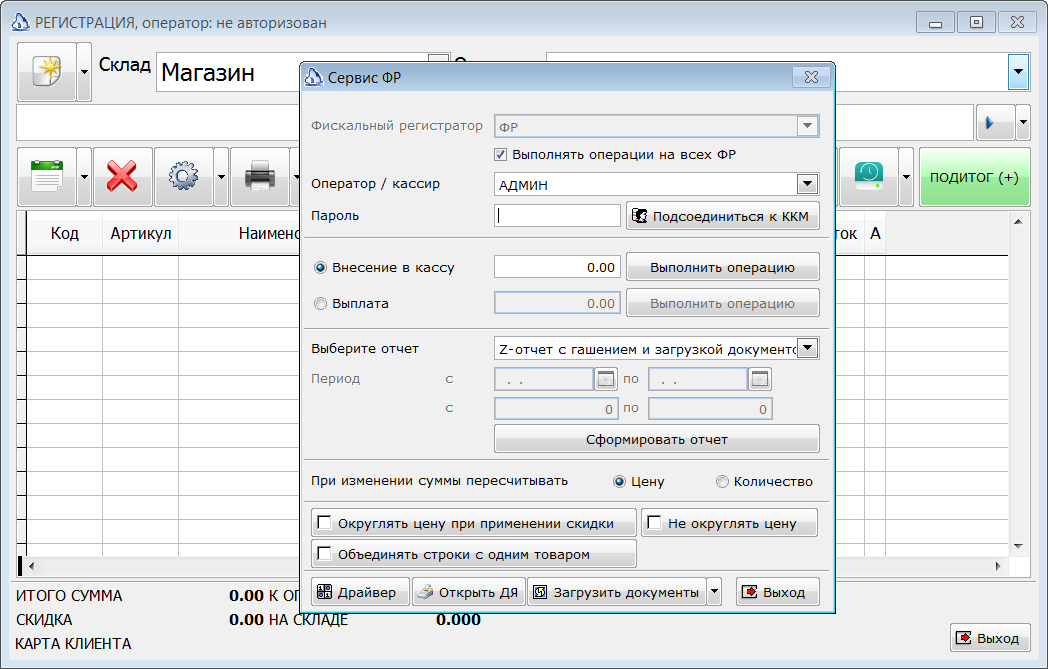 РЕГИСТРАЦИЯ, оператор: не авторизован
Склад Магазин
ПОДИТОГ (+)
Код Артикул Наимено ток А
Сервис ФР
Фискальный регистратор ФР
Выполнять операции на всех ФР
Оператор / кассир АДМИН
Пароль Подсоединиться к ККМ
Внесение в кассу 0.00 Выполнить операцию
Выплата 0.00 Выполнить операцию
Выберите отчет Z-отчет с гашением и загрузкой документо
Период с . . по . .
с 0 по 0
Сформировать отчет
При изменении суммы пересчитывать Цену Количество
Округлять цену при применении скидки Не округлять цену
Объединять строки с одним товаром
Драйвер Открыть ДЯ Загрузить документы Выход
ИТОГО СУММА 0.00 К ОП
СКИДКА 0.00 НА СКЛАДЕ 0.000
КАРТА КЛИЕНТА
Выход